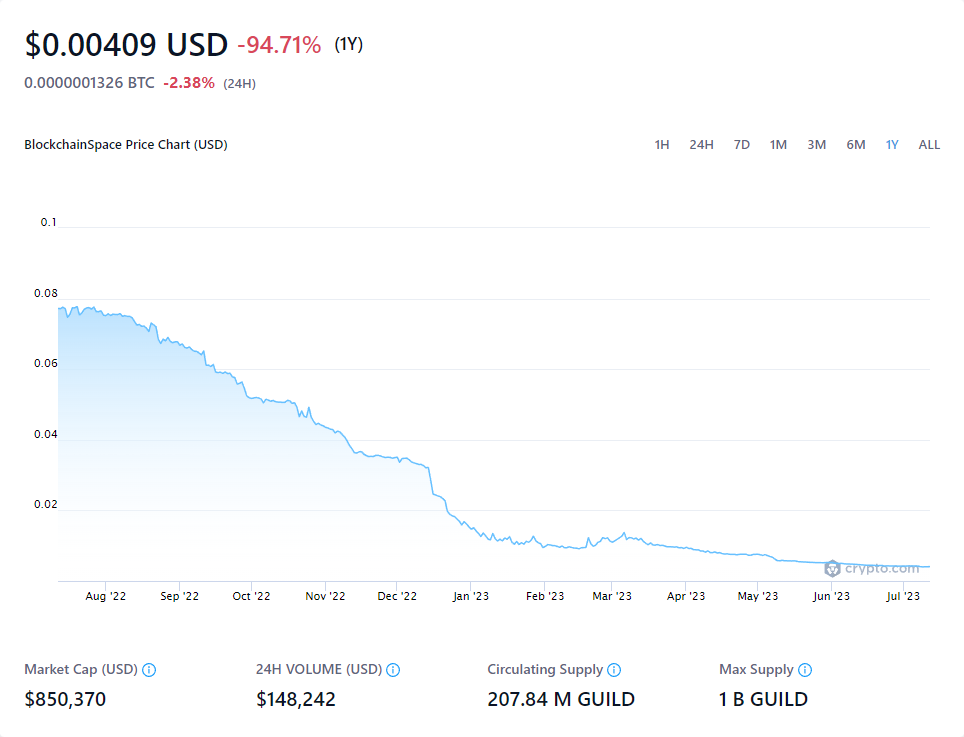 $0.00409 USD -94.71% (1Y)
0.0000001326 BTC -2.38% (24H)
BlockchainSpace Price Chart (USD) 1H 24H 7D 1M 3M 6M 1Y ALL
0.1
0.08
0.06
0.04
0.02
crypto.com
Aug '22 Sep '22 Oct '22 Nov '22 Dec '22 Jan '23 Feb '23 Mar '23 Apr '23 May '23 Jun '23 Jul '23
Market Cap (USD) 24H VOLUME (USD) Circulating Supply Max Supply
$850,370 $148,242 207.84 M GUILD 1 B GUILD